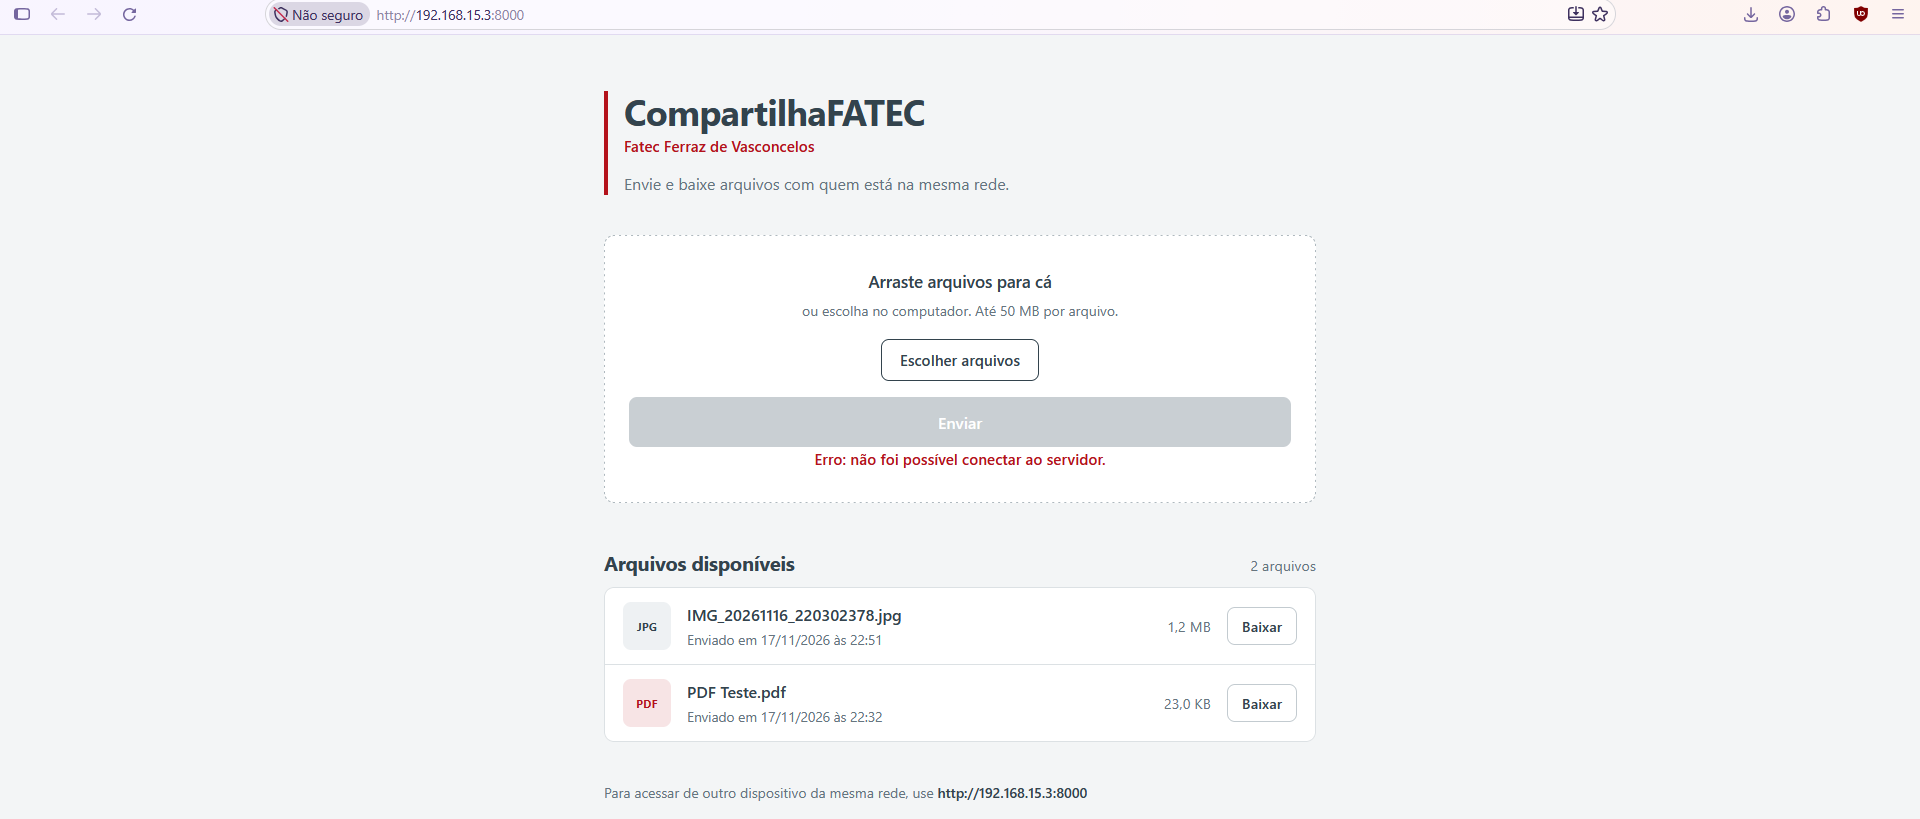 Não seguro
http://192.168.15.3:8000
CompartilhaFATEC
Fatec Ferraz de Vasconcelos
Envie e baixe arquivos com quem está na mesma rede.
Arraste arquivos para cá
ou escolha no computador. Até 50 MB por arquivo.
Escolher arquivos
Enviar
Erro: não foi possível conectar ao servidor.
Arquivos disponíveis
2 arquivos
JPG
IMG_20261116_220302378.jpg
Enviado em 17/11/2026 às 22:51
1,2 MB
Baixar
PDF
PDF Teste.pdf
Enviado em 17/11/2026 às 22:32
23,0 KB
Baixar
Para acessar de outro dispositivo da mesma rede, use http://192.168.15.3:8000